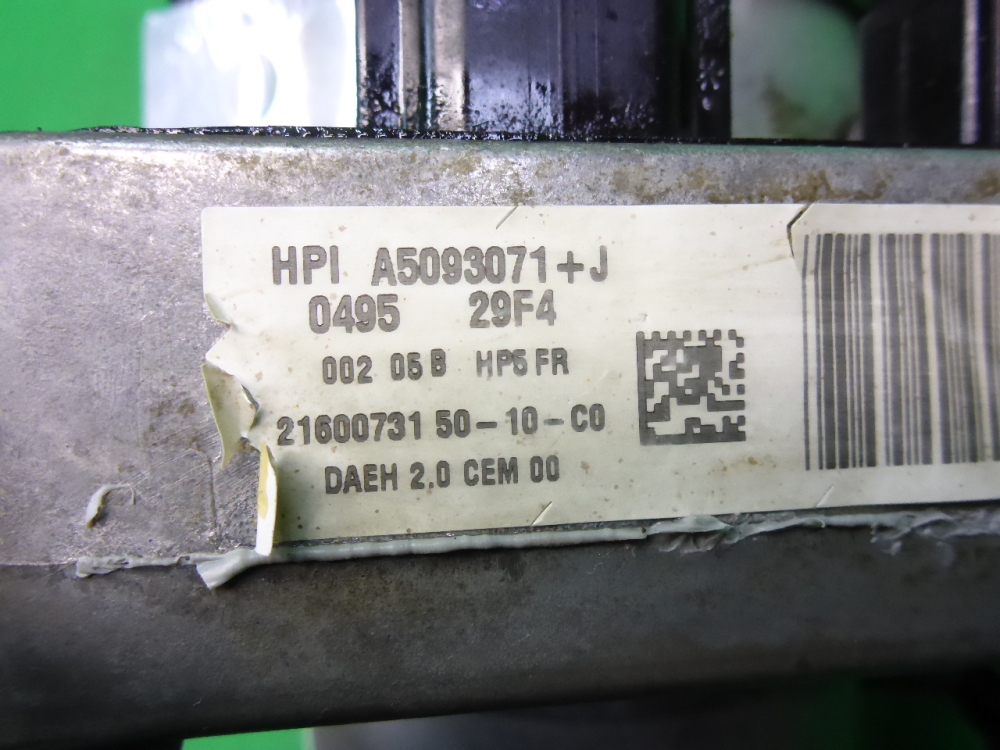 HPI A5093071+J
0495 29F4
002 05B HP5 FR
21600731 50-10-C0
DAEH 2.0 CEM 00